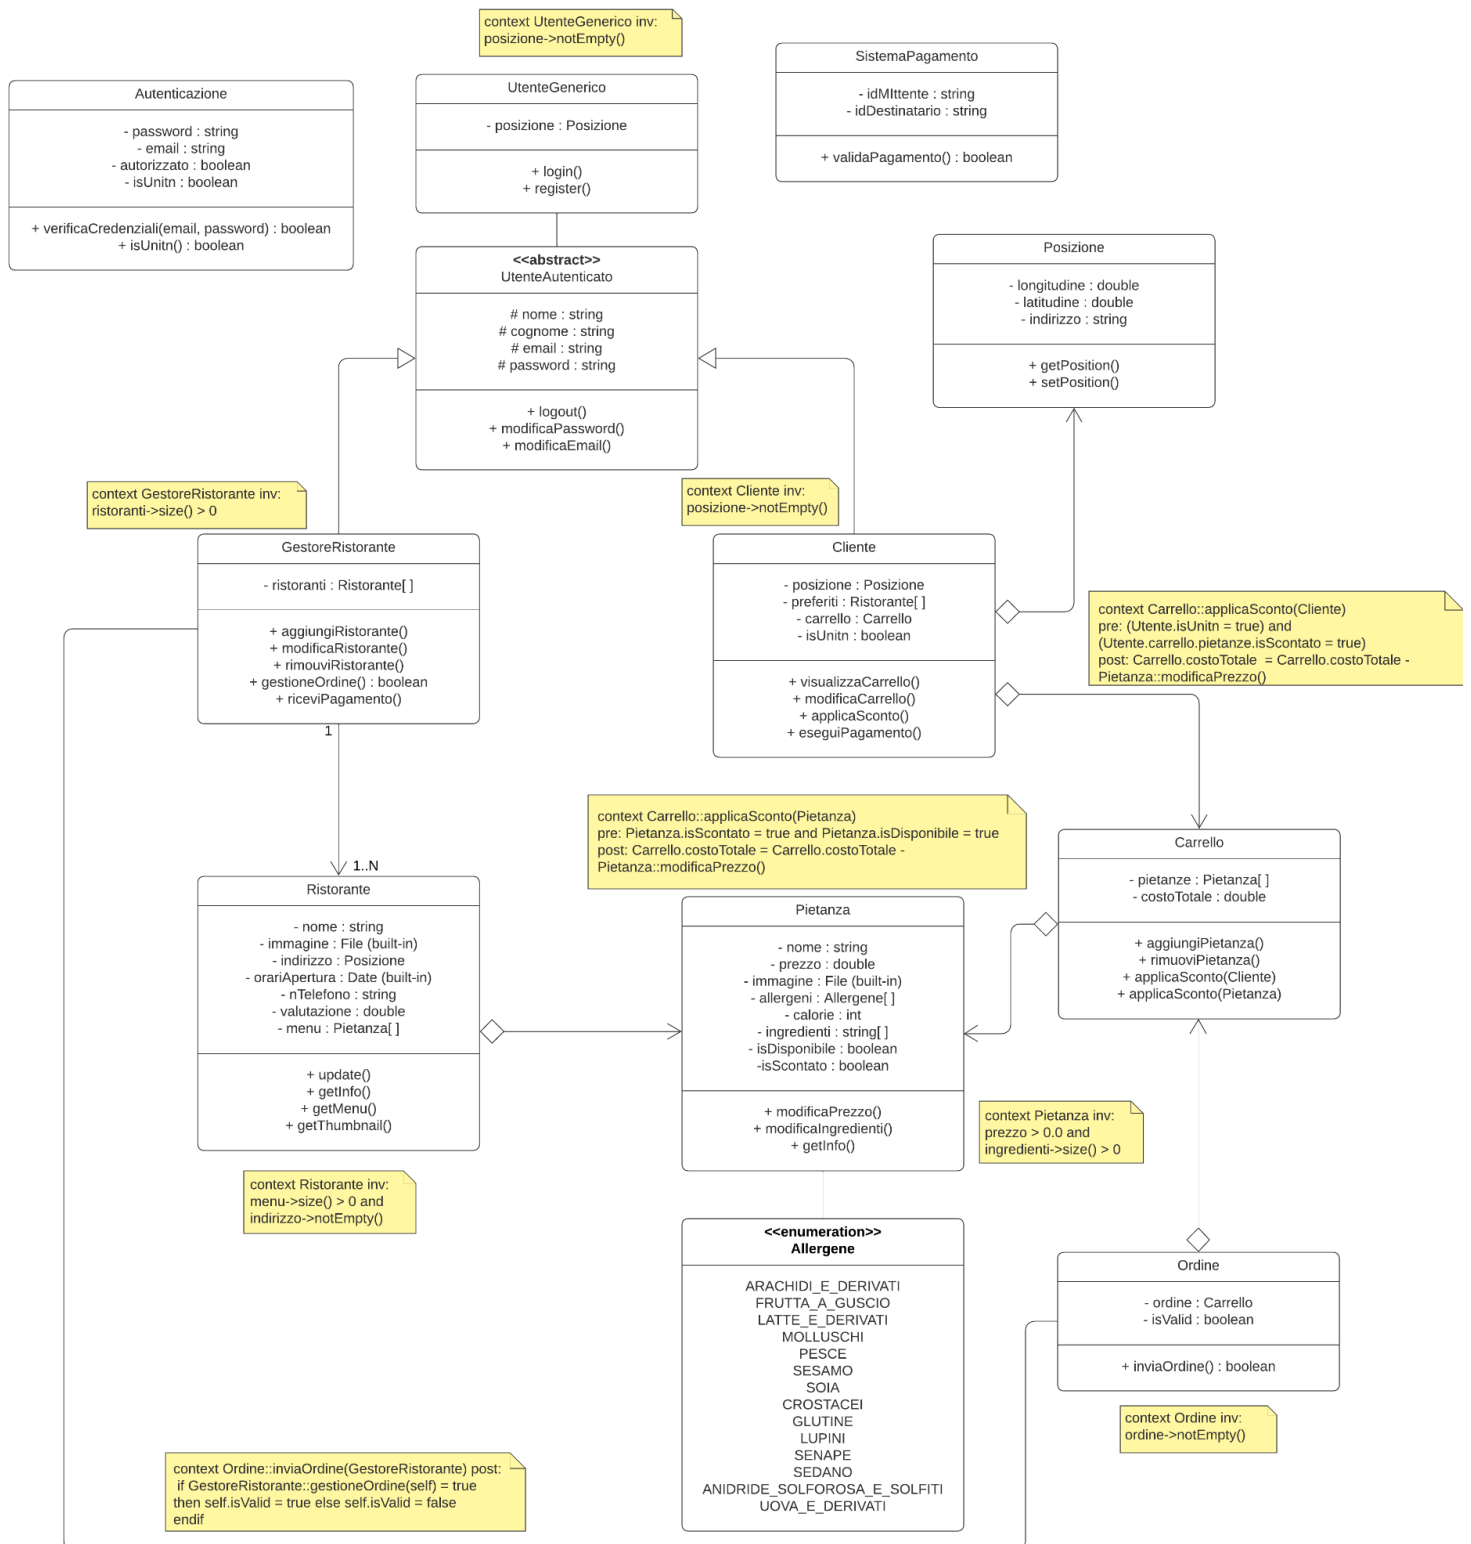 context UtenteGenerico inv:
posizione->notEmpty()
SistemaPagamento
- idMIttente : string
- idDestinatario : string
+ validaPagamento() : boolean
Autenticazione
- password : string
- email : string
- autorizzato : boolean
- isUnitn : boolean
+ verificaCredenziali(email, password) : boolean
+ isUnitn() : boolean
UtenteGenerico
- posizione : Posizione
+ login()
+ register()
<<abstract>>
UtenteAutenticato
# nome : string
# cognome : string
# email : string
# password : string
+ logout()
+ modificaPassword()
+ modificaEmail()
Posizione
- longitudine : double
- latitudine : double
- indirizzo : string
+ getPosition()
+ setPosition()
context GestoreRistorante inv:
ristoranti->size() > 0
context Cliente inv:
posizione->notEmpty()
GestoreRistorante
- ristoranti : Ristorante[ ]
+ aggiungiRistorante()
+ modificaRistorante()
+ rimouviRistorante()
+ gestioneOrdine() : boolean
+ riceviPagamento()
1
1..N
Cliente
- posizione : Posizione
- preferiti : Ristorante[ ]
- carrello : Carrello
- isUnitn : boolean
+ visualizzaCarrello()
+ modificaCarrello()
+ applicaSconto()
+ eseguiPagamento()
context Carrello::applicaSconto(Cliente)
pre: (Utente.isUnitn = true) and
(Utente.carrello.pietanze.isScontato = true)
post: Carrello.costoTotale  = Carrello.costoTotale -
Pietanza::modificaPrezzo()
context Carrello::applicaSconto(Pietanza)
pre: Pietanza.isScontato = true and Pietanza.isDisponibile = true
post: Carrello.costoTotale = Carrello.costoTotale -
Pietanza::modificaPrezzo()
Carrello
- pietanze : Pietanza[ ]
- costoTotale : double
+ aggiungiPietanza()
+ rimuoviPietanza()
+ applicaSconto(Cliente)
+ applicaSconto(Pietanza)
Ristorante
- nome : string
- immagine : File (built-in)
- indirizzo : Posizione
- orariApertura : Date (built-in)
- nTelefono : string
- valutazione : double
- menu : Pietanza[ ]
+ update()
+ getInfo()
+ getMenu()
+ getThumbnail()
Pietanza
- nome : string
- prezzo : double
- immagine : File (built-in)
- allergeni : Allergene[ ]
- calorie : int
- ingredienti : string[ ]
- isDisponibile : boolean
-isScontato : boolean
+ modificaPrezzo()
+ modificaIngredienti()
+ getInfo()
context Pietanza inv:
prezzo > 0.0 and
ingredienti->size() > 0
context Ristorante inv:
menu->size() > 0 and
indirizzo->notEmpty()
<<enumeration>>
Allergene
ARACHIDI_E_DERIVATI
FRUTTA_A_GUSCIO
LATTE_E_DERIVATI
MOLLUSCHI
PESCE
SESAMO
SOIA
CROSTACEI
GLUTINE
LUPINI
SENAPE
SEDANO
ANIDRIDE_SOLFOROSA_E_SOLFITI
UOVA_E_DERIVATI
Ordine
- ordine : Carrello
- isValid : boolean
+ inviaOrdine() : boolean
context Ordine inv:
ordine->notEmpty()
context Ordine::inviaOrdine(GestoreRistorante) post:
if GestoreRistorante::gestioneOrdine(self) = true
then self.isValid = true else self.isValid = false
endif